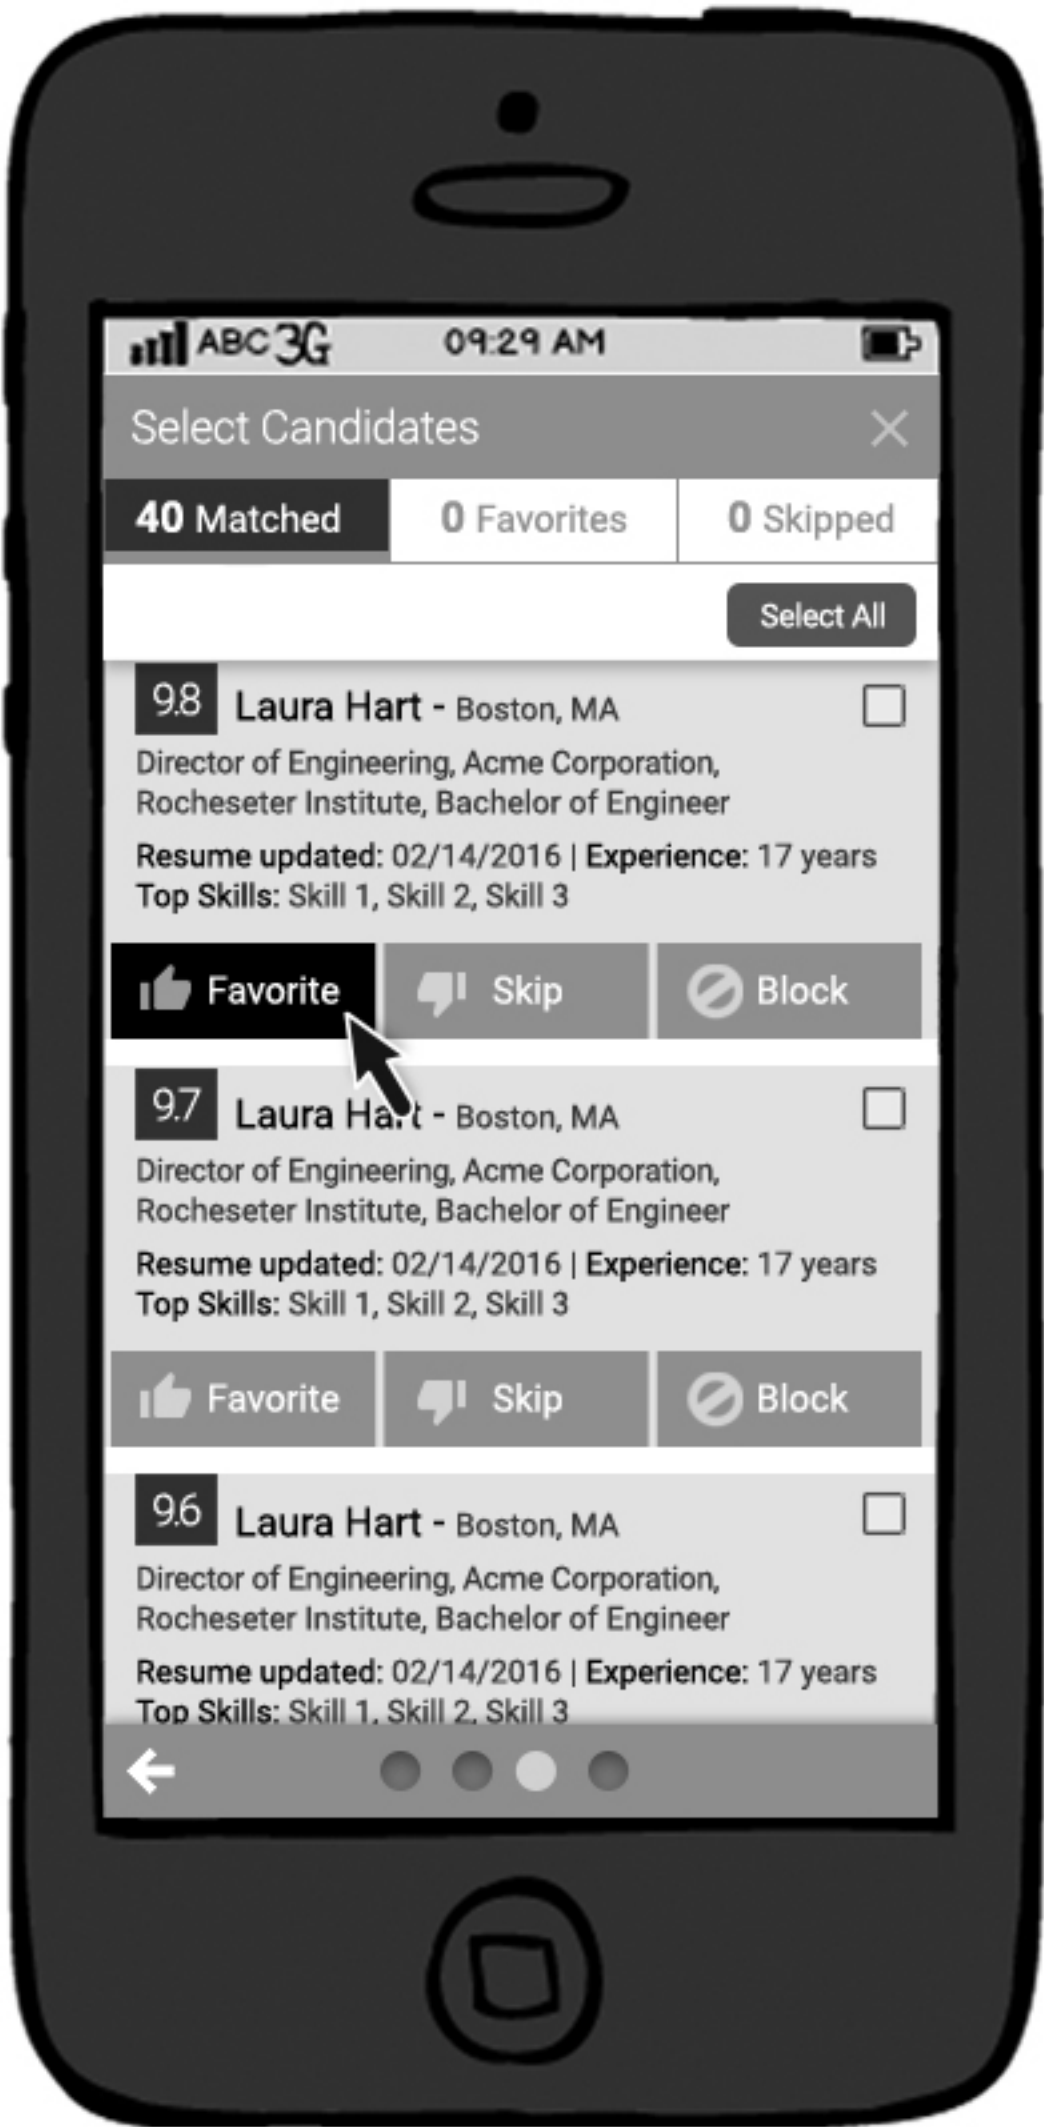 ABC 3G 09:29 AM
Select Candidates
40 Matched 0 Favorites 0 Skipped
Select All
9.8 Laura Hart - Boston, MA
Director of Engineering, Acme Corporation,
Rocheseter Institute, Bachelor of Engineer
Resume updated: 02/14/2016 | Experience: 17 years
Top Skills: Skill 1, Skill 2, Skill 3
Favorite Skip Block
9.7 Laura Hart - Boston, MA
Director of Engineering, Acme Corporation,
Rocheseter Institute, Bachelor of Engineer
Resume updated: 02/14/2016 | Experience: 17 years
Top Skills: Skill 1, Skill 2, Skill 3
Favorite Skip Block
9.6 Laura Hart - Boston, MA
Director of Engineering, Acme Corporation,
Rocheseter Institute, Bachelor of Engineer
Resume updated: 02/14/2016 | Experience: 17 years
Top Skills: Skill 1, Skill 2, Skill 3